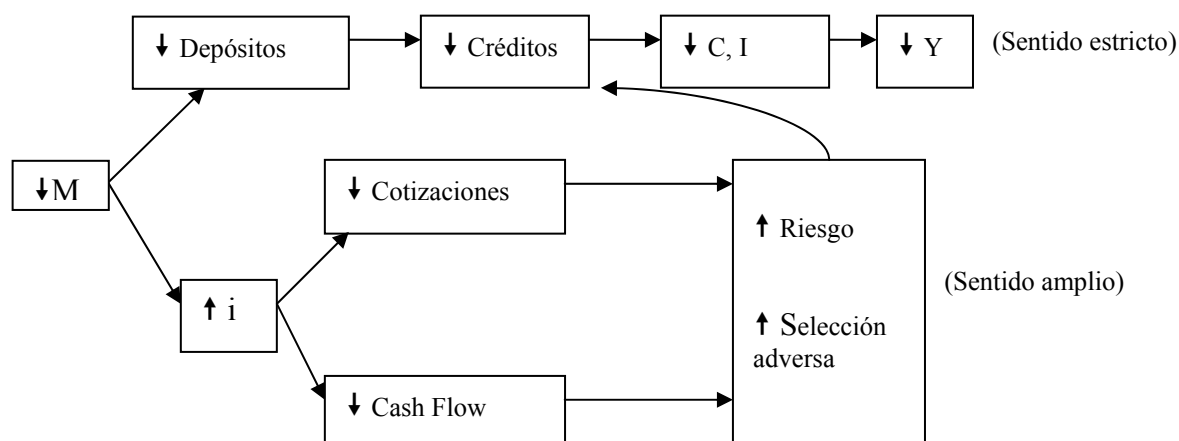 ↓ Depósitos
↓ Créditos
↓ C, I
↓ Y
(Sentido estricto)
↓M
↓ Cotizaciones
↑ Riesgo
↑ i
(Sentido amplio)
↑ Selección
adversa
↓ Cash Flow